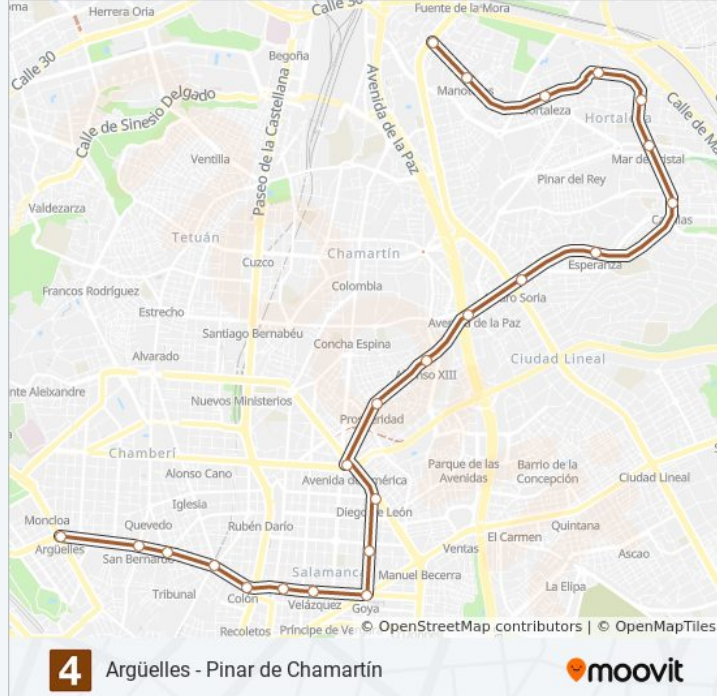 Calle 30
Fuente de la Mora
Herrera Oria
Calle 30
Begoña
Manoteras
Hortaleza
Calle de Sinesio Delgado
Avenida de la Paz
Paseo de la Castellana
Hortaleza
Ventilla
Mar de Cristal
Pinar del Rey
Valdezarza
Canillas
Tetuán
Chamartín
Cuzco
Esperanza
Colombia
Francos Rodríguez
Arturo Soria
Estrecho
Santiago Bernabéu
Avenida de la Paz
Concha Espina
Alvarado
Ciudad Lineal
Alfonso XIII
Nuevos Ministerios
Prosperidad
Chamberí
Alonso Cano
Avenida de América
Parque de las
Avenidas
Barrio de la
Concepción
Ciudad Lineal
Iglesia
Diego de León
Moncloa
Quevedo
Rubén Darío
Quintana
El Carmen
Argüelles
San Bernardo
Ventas
Ascao
Salamanca
Manuel Becerra
La Elipa
Tribunal
Colón
Velázquez
Goya
Recoletos
Príncipe de Ve
© OpenStreetMap contributors | © OpenMapTiles
4
Argüelles - Pinar de Chamartín
moovit